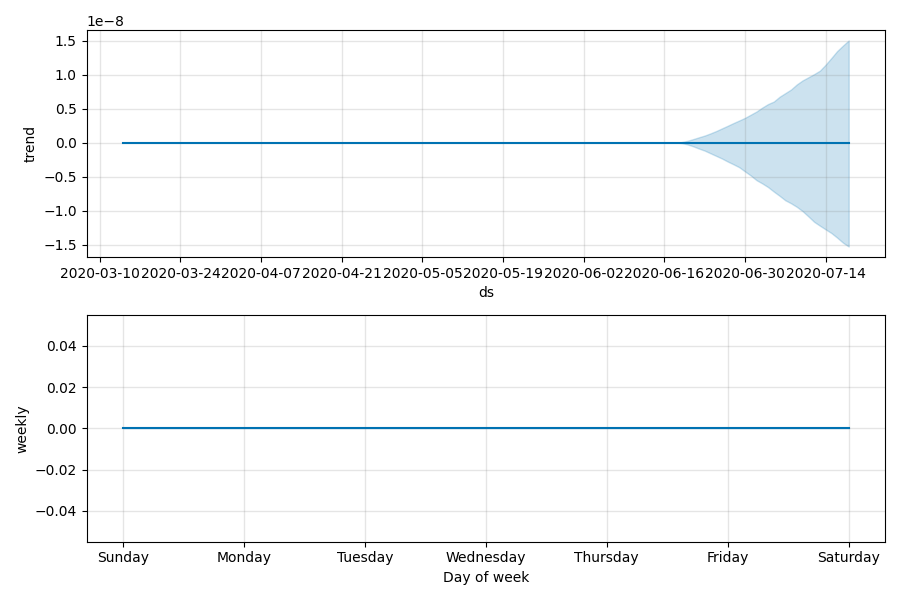 1e−8
1.5
1.0
0.5
0.0
−0.5
−1.0
−1.5
trend
2020-03-10 2020-03-24 2020-04-07 2020-04-21 2020-05-05 2020-05-19 2020-06-02 2020-06-16 2020-06-30 2020-07-14
ds
0.04
0.02
0.00
−0.02
−0.04
weekly
Sunday Monday Tuesday Wednesday Thursday Friday Saturday
Day of week